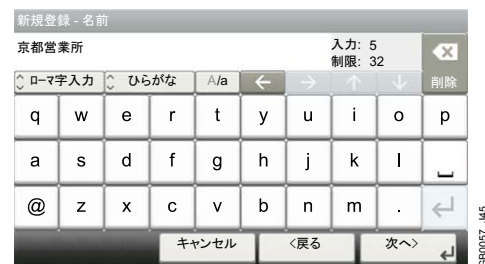 新規登録 - 名前
京都営業所
入力: 5
制限: 32
ローマ字入力 ひらがな A/a ← → ↑ ↓ 削除
q w e r t y u i o p
a s d f g h j k l
@ z x c v b n m .
キャンセル <戻る 次へ>
GB0057_J45